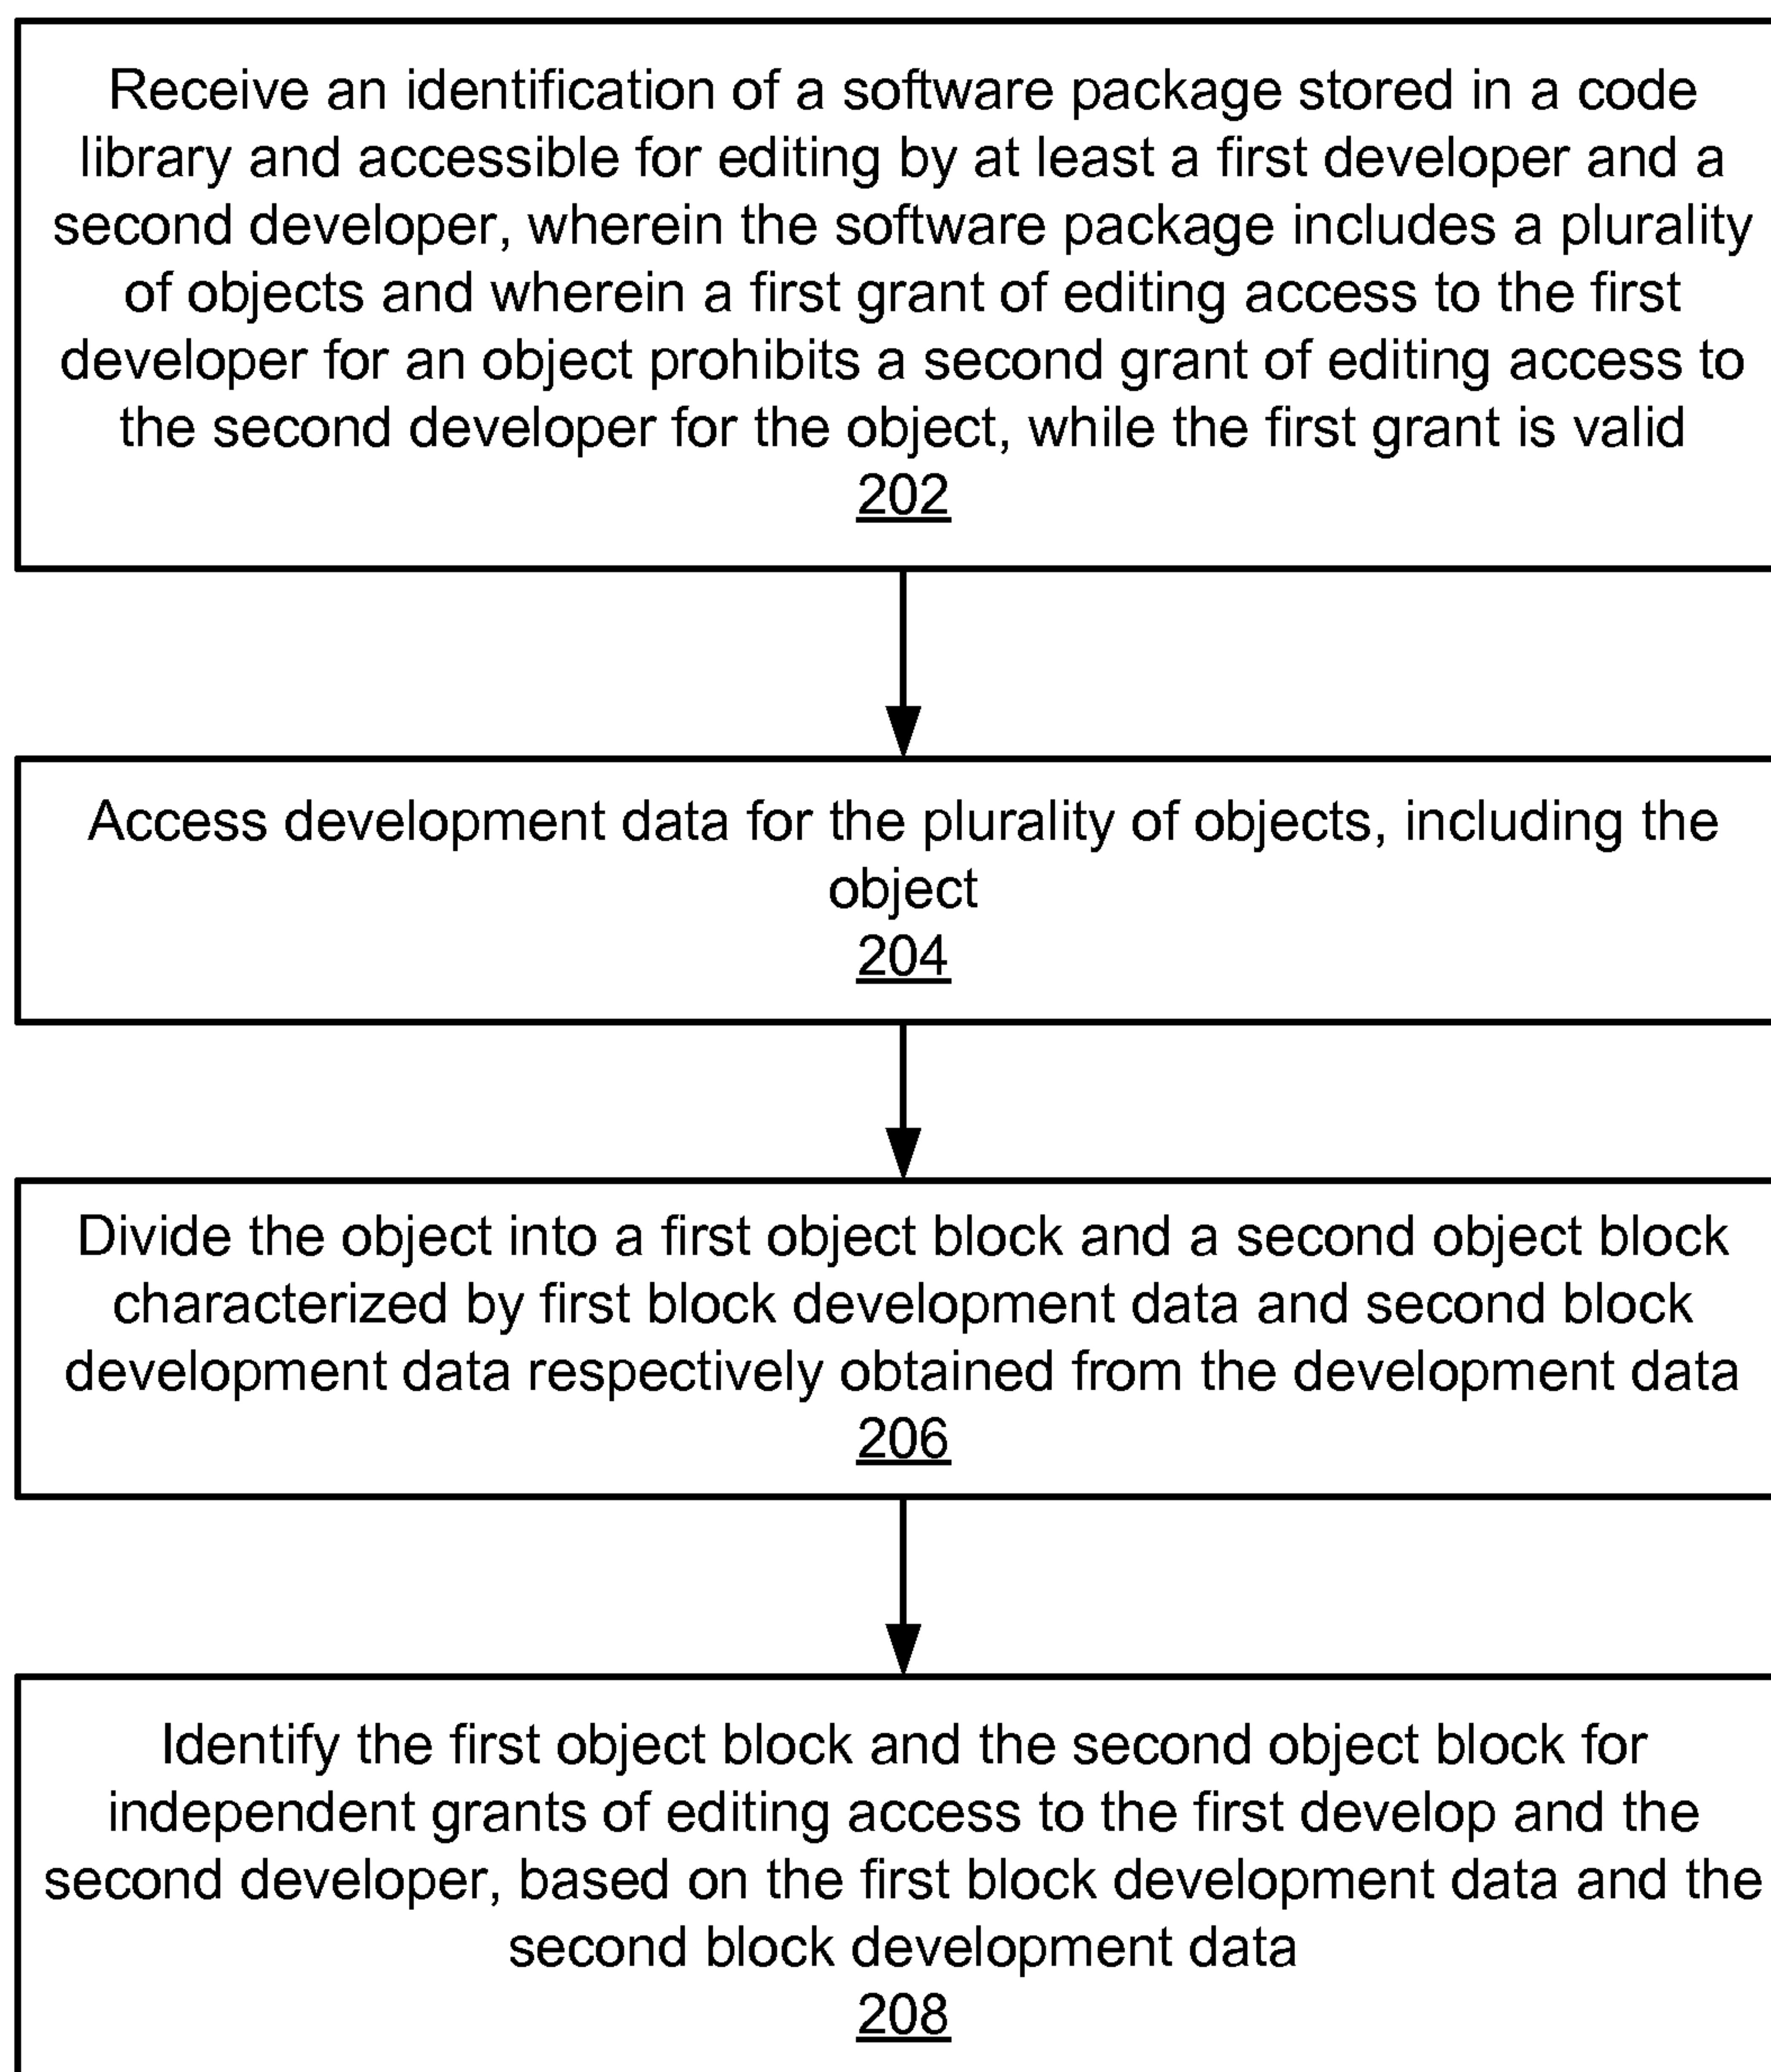 Receive an identification of a software package stored in a code
library and accessible for editing by at least a first developer and a
second developer, wherein the software package includes a plurality
of objects and wherein a first grant of editing access to the first
developer for an object prohibits a second grant of editing access to
the second developer for the object, while the first grant is valid
202
Access development data for the plurality of objects, including the
object
204
Divide the object into a first object block and a second object block
characterized by first block development data and second block
development data respectively obtained from the development data
206
Identify the first object block and the second object block for
independent grants of editing access to the first develop and the
second developer, based on the first block development data and the
second block development data
208